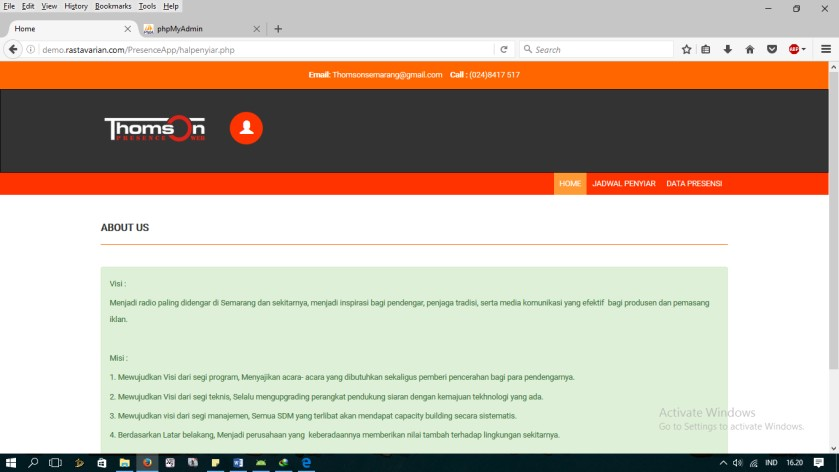 File Edit View History Bookmarks Tools Help
Home
phpMyAdmin
demo.rastavarian.com/PresenceApp/halpenyiar.php
Search
ABP
Email: Thomsonsemarang@gmail.com Call : (024)8417 517
ThomsOn
PRESENCE WEB
HOME JADWAL PENYIAR DATA PRESENSI
ABOUT US
Visi :
Menjadi radio paling didengar di Semarang dan sekitarnya, menjadi inspirasi bagi pendengar, penjaga tradisi, serta media komunikasi yang efektif bagi produsen dan pemasang
iklan.
Misi :
1. Mewujudkan Visi dari segi program, Menyajikan acara- acara yang dibutuhkan sekaligus pemberi pencerahan bagi para pendengarnya.
2. Mewujudkan Visi dari segi teknis, Selalu mengupgrading perangkat pendukung siaran dengan kemajuan tekhnologi yang ada.
3. Mewujudkan visi dari segi manajemen, Semua SDM yang terlibat akan mendapat capacity building secara sistematis.
4. Berdasarkan Latar belakang, Menjadi perusahaan yang keberadaannya memberikan nilai tambah terhadap lingkungan sekitarnya.
Activate Windows
Go to Settings to activate Windows.
IND 16.20